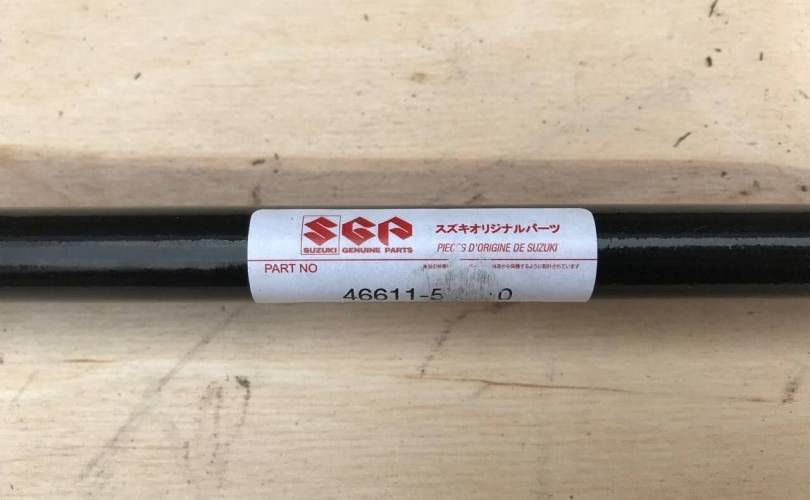 SUZUKI
SGP
GENUINE PARTS
スズキオリジナルパーツ
PIECES D'ORIGINE DE SUZUKI
PART NO